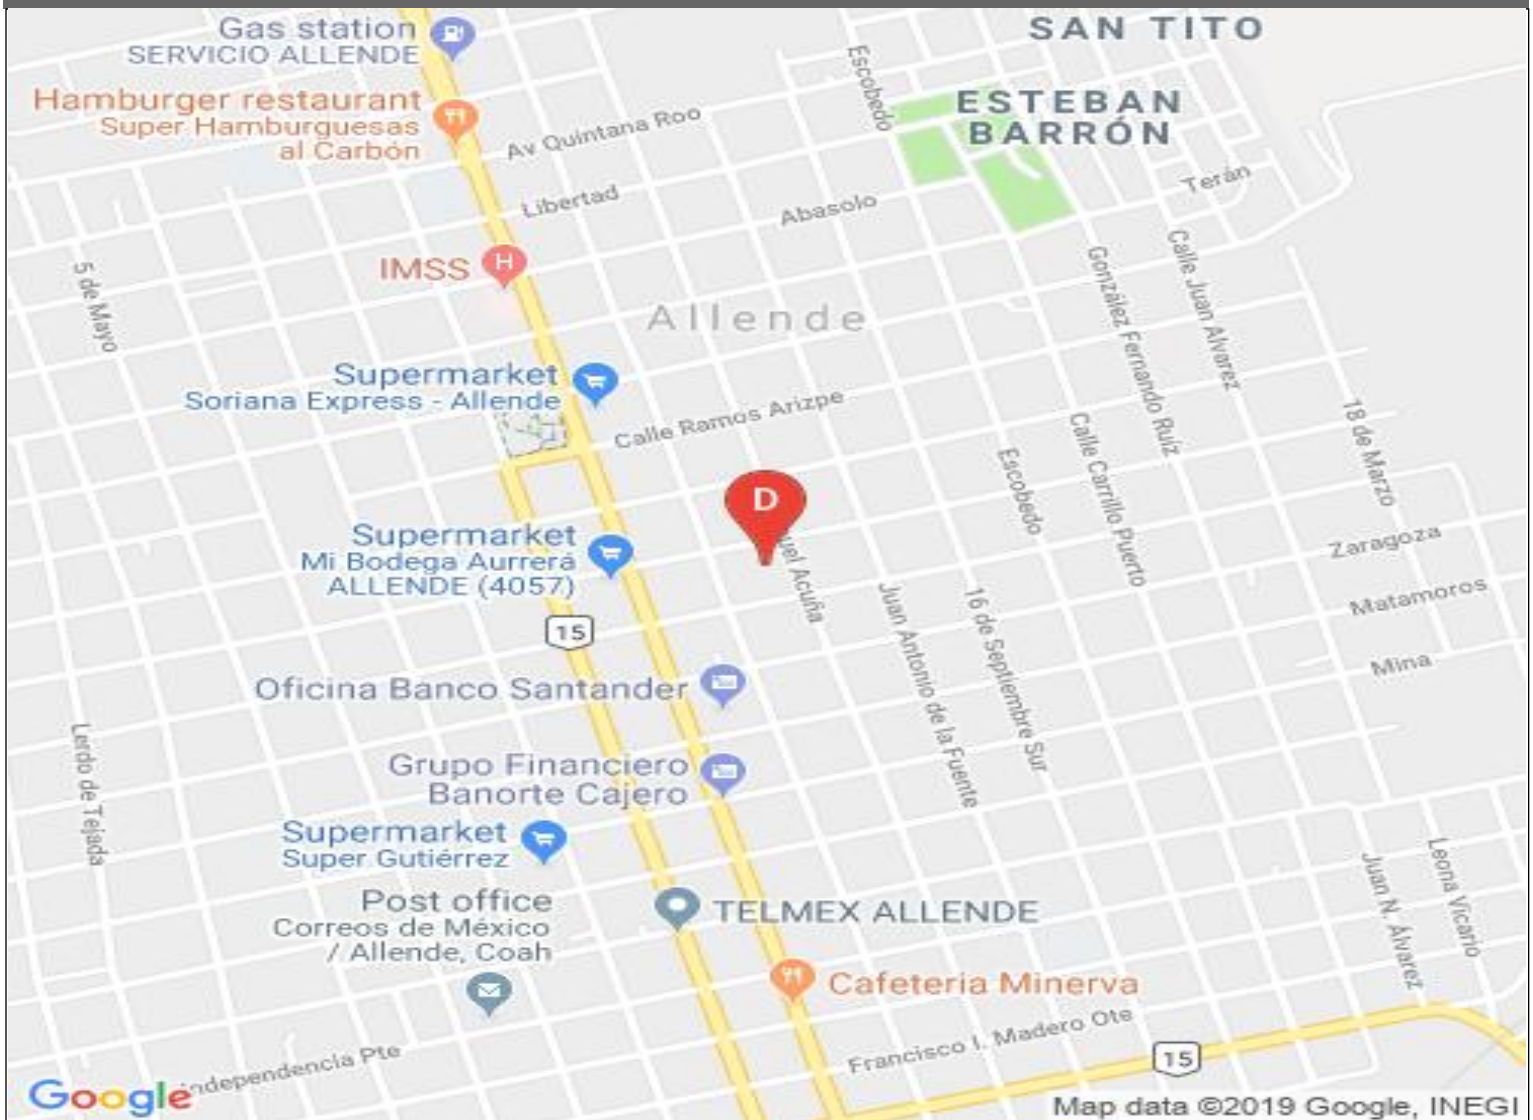 Gas station
SERVICIO ALLENDE
SAN TITO
Hamburger restaurant
Super Hamburguesas
al Carbón
Av Quintana Roo
Escobedo
ESTEBAN
BARRÓN
Libertad
Abasolo
Terán
IMSS
H
5 de Mayo
Allende
González Fernando Ruíz
Calle Juan Alvarez
Supermarket
Soriana Express - Allende
Calle Ramos Arizpe
18 de Marzo
Calle Carrillo Puerto
Escobedo
D
Supermarket
Mi Bodega Aurrerá
ALLENDE (4057)
Acuña
Zaragoza
Matamoros
15
Juan Antonio de la Fuente
16 de Septiembre Sur
Mina
Oficina Banco Santander
Lerdo de Tejada
Grupo Financiero
Banorte Cajero
Supermarket
Super Gutiérrez
Juan N. Álvarez
Leona Vicario
Post office
Correos de México
/ Allende, Coah
TELMEX ALLENDE
Cafeteria Minerva
Francisco I. Madero Ote
15
Independencia Pte
Google
Map data ©2019 Google, INEGI